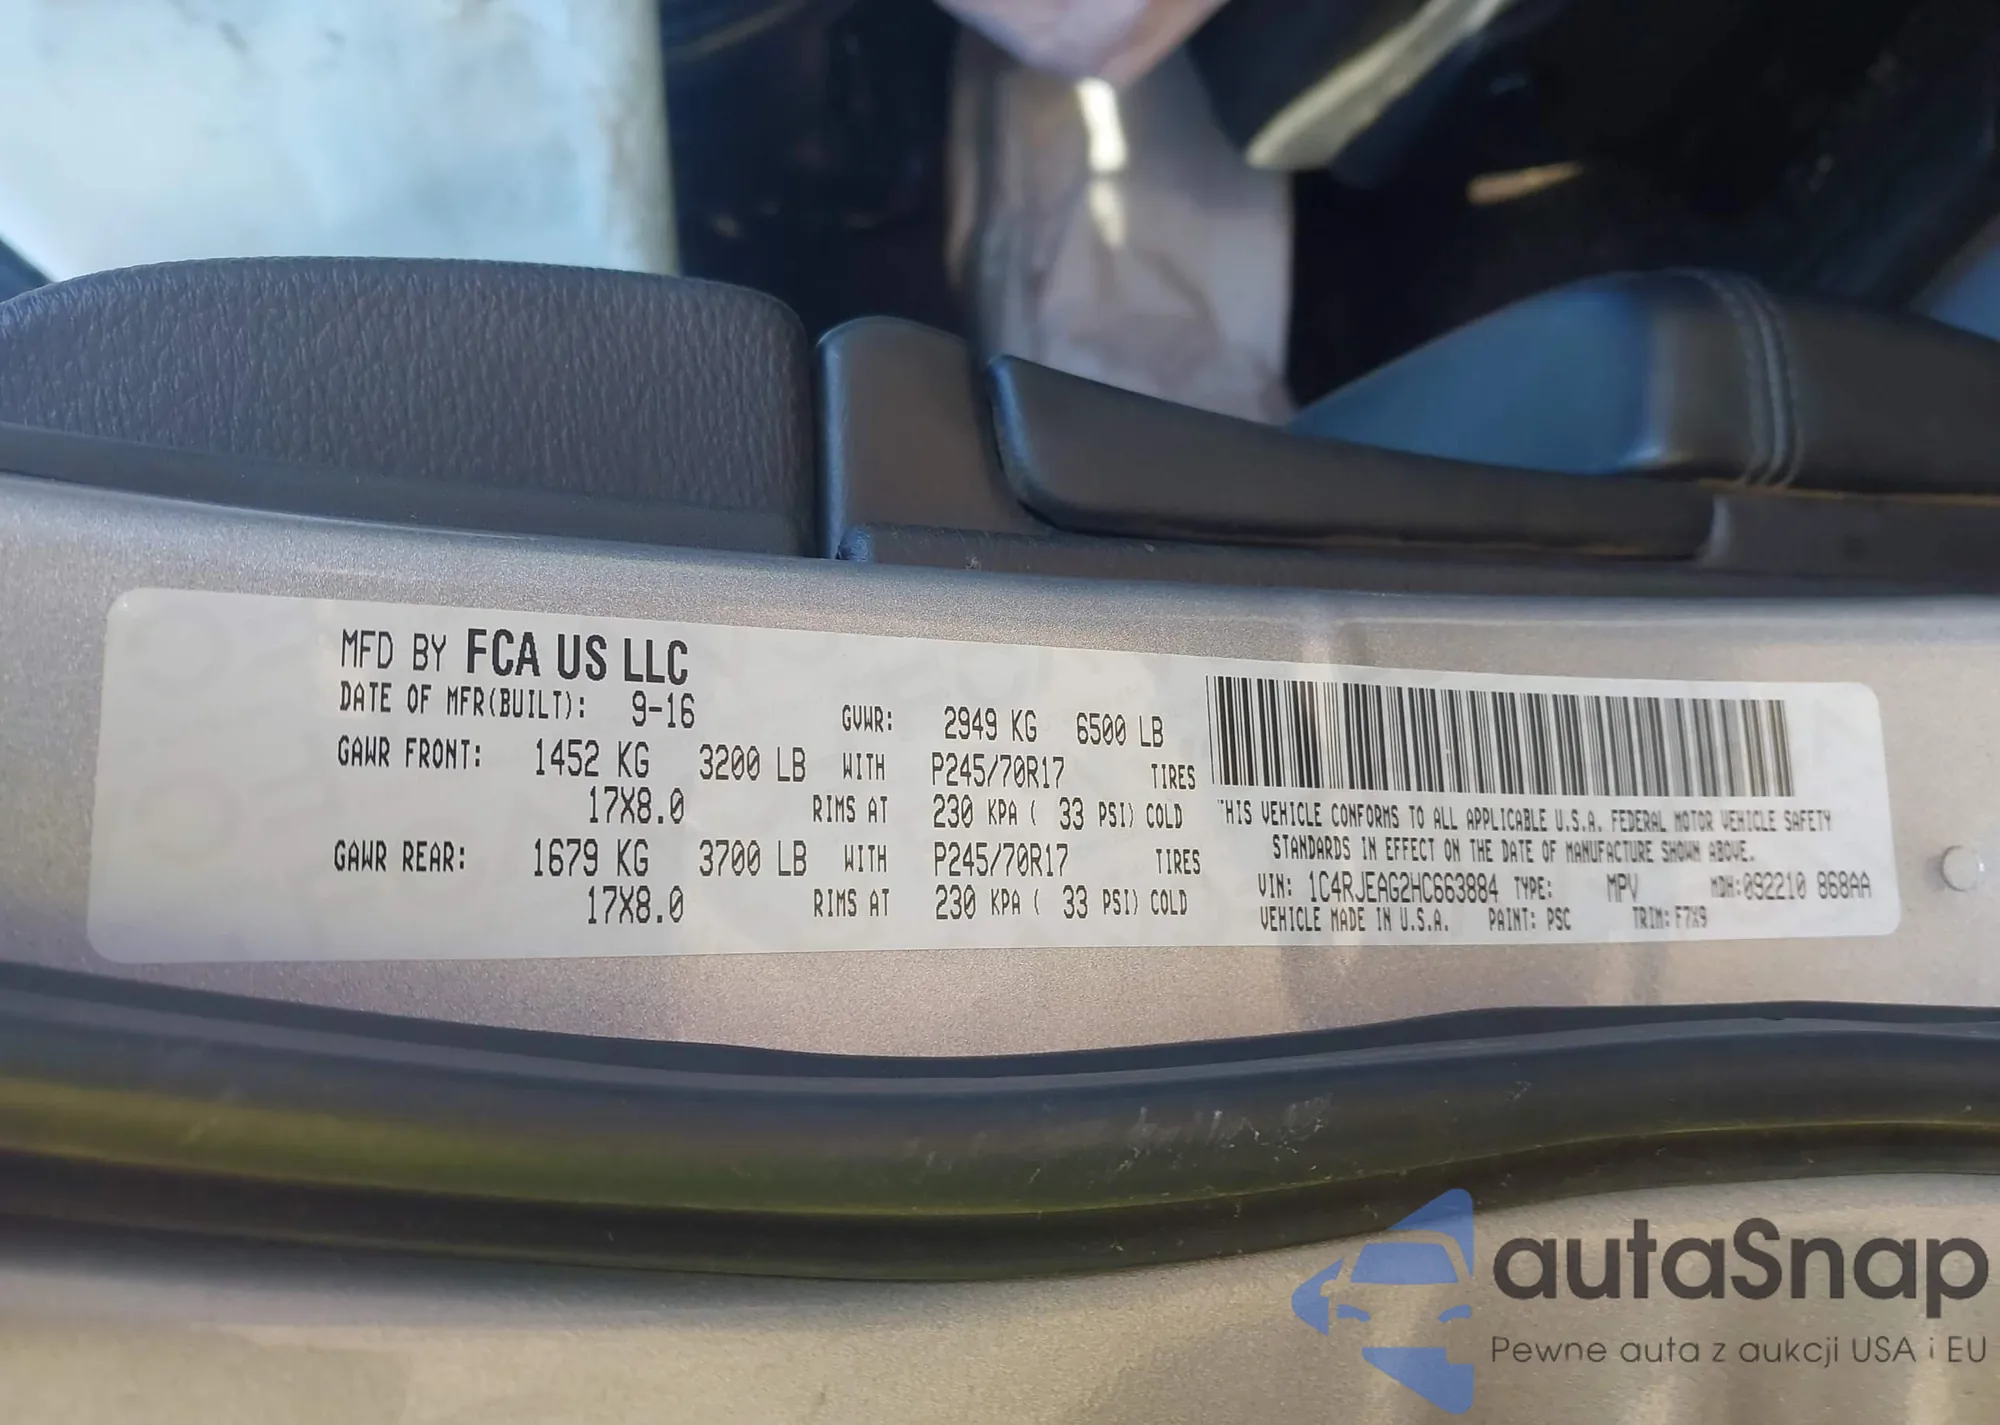 MFD BY FCA US LLC
DATE OF MFR(BUILT): 9-16 GVWR: 2949 KG 6500 LB
GAWR FRONT: 1452 KG 3200 LB WITH P245/70R17 TIRES
17X8.0 RIMS AT 230 KPA ( 33 PSI) COLD
GAWR REAR: 1679 KG 3700 LB WITH P245/70R17 TIRES
17X8.0 RIMS AT 230 KPA ( 33 PSI) COLD
HIS VEHICLE CONFORMS TO ALL APPLICABLE U.S.A. FEDERAL MOTOR VEHICLE SAFETY
STANDARDS IN EFFECT ON THE DATE OF MANUFACTURE SHOWN ABOVE.
VIN: 1C4RJEAG2HC663884 TYPE: MPV MDH:092210 868AA
VEHICLE MADE IN U.S.A. PAINT: PSC TRIM: F7X9
autaSnap
Pewne auta z aukcji USA i EU